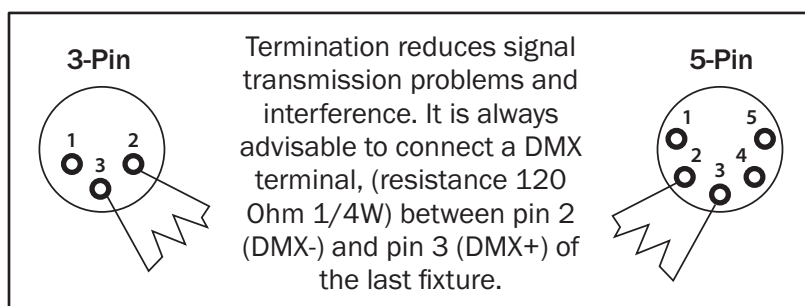 3-Pin
1 2
3
Termination reduces signal
transmission problems and
interference. It is always
advisable to connect a DMX
terminal, (resistance 120
Ohm 1/4W) between pin 2
(DMX-) and pin 3 (DMX+) of
the last fixture.
5-Pin
1 5
2 4
3